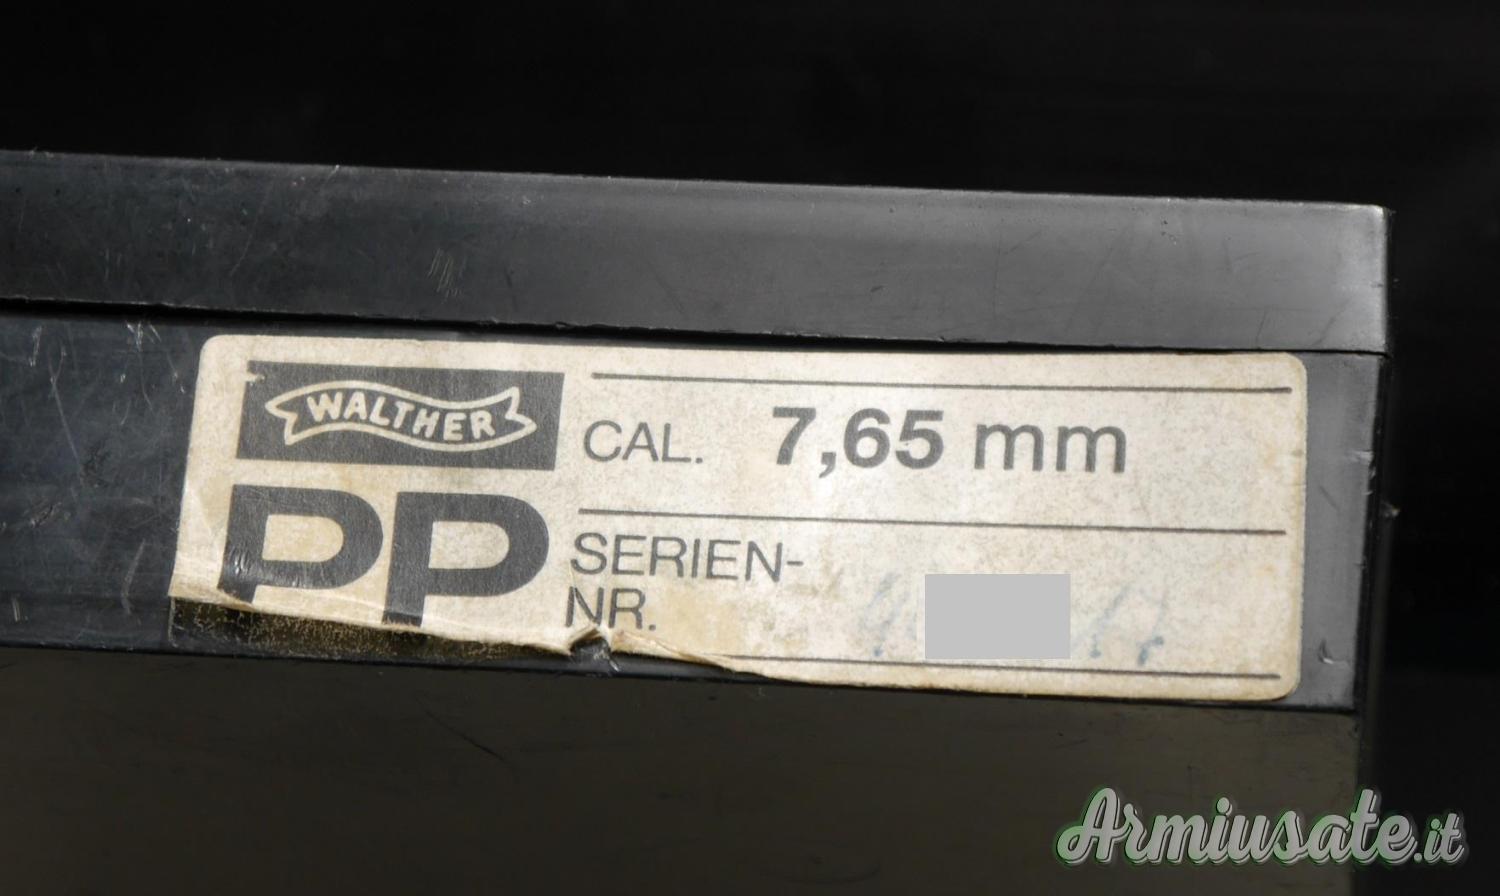 WALTHER
CAL. 7,65 mm
PP
SERIEN-
NR.
Armiusate.it